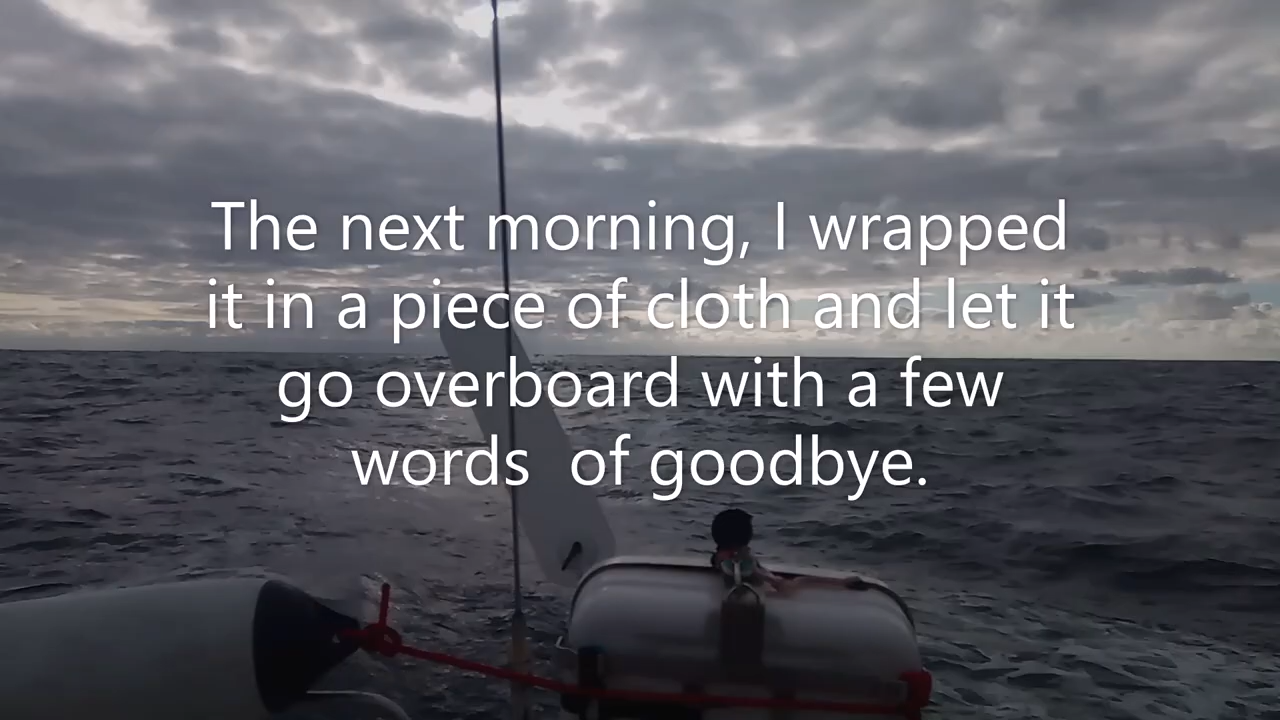 The next morning, I wrapped
it in a piece of cloth and let it
go overboard with a few
words  of goodbye.